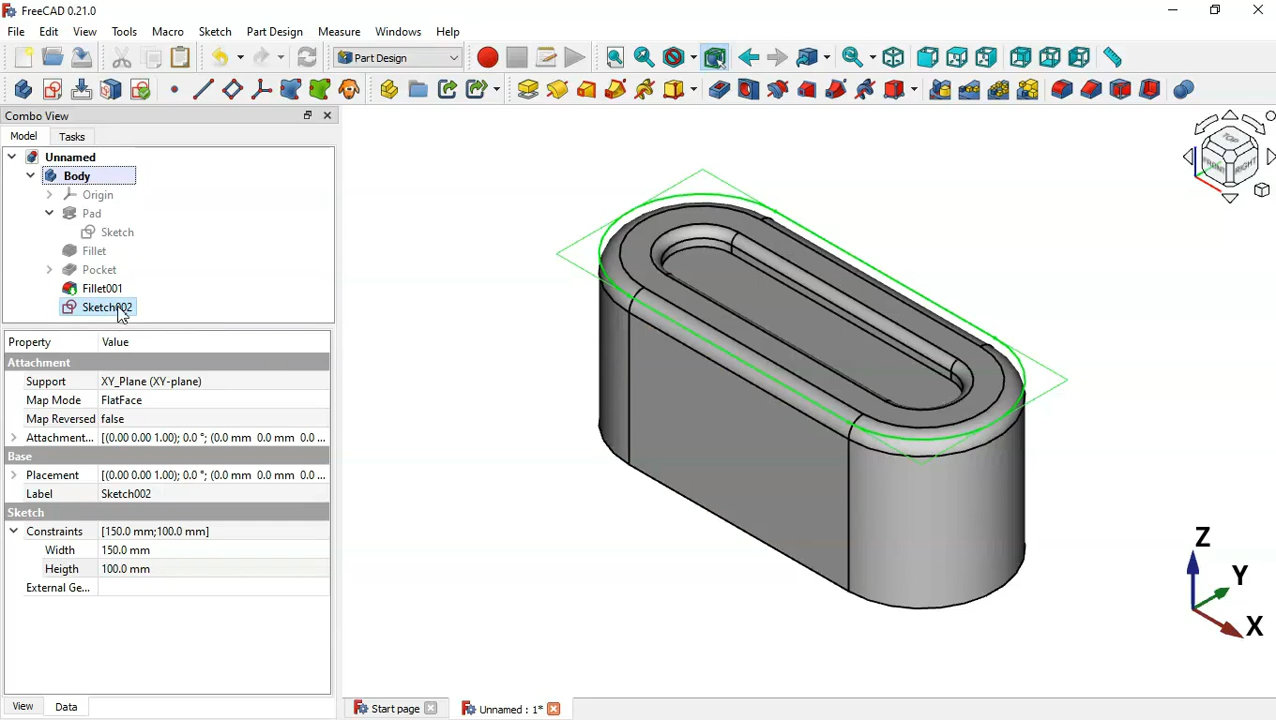 FreeCAD 0.21.0
File Edit View Tools Macro Sketch Part Design Measure Windows Help
Part Design
Combo View
Model Tasks
Unnamed
Body
Origin
Pad
Sketch
Fillet
Pocket
Fillet001
Sketch002
Property Value
Attachment
Support XY_Plane (XY-plane)
Map Mode FlatFace
Map Reversed false
Attachment... [(0.00 0.00 1.00); 0.0 °; (0.0 mm 0.0 mm 0.0 ...
Base
Placement [(0.00 0.00 1.00); 0.0 °; (0.0 mm 0.0 mm 0.0 ...
Label Sketch002
Sketch
Constraints [150.0 mm;100.0 mm]
Width 150.0 mm
Heigth 100.0 mm
External Ge...
View Data
TOP
FRONT RIGHT
Z
Y
X
Start page Unnamed : 1*